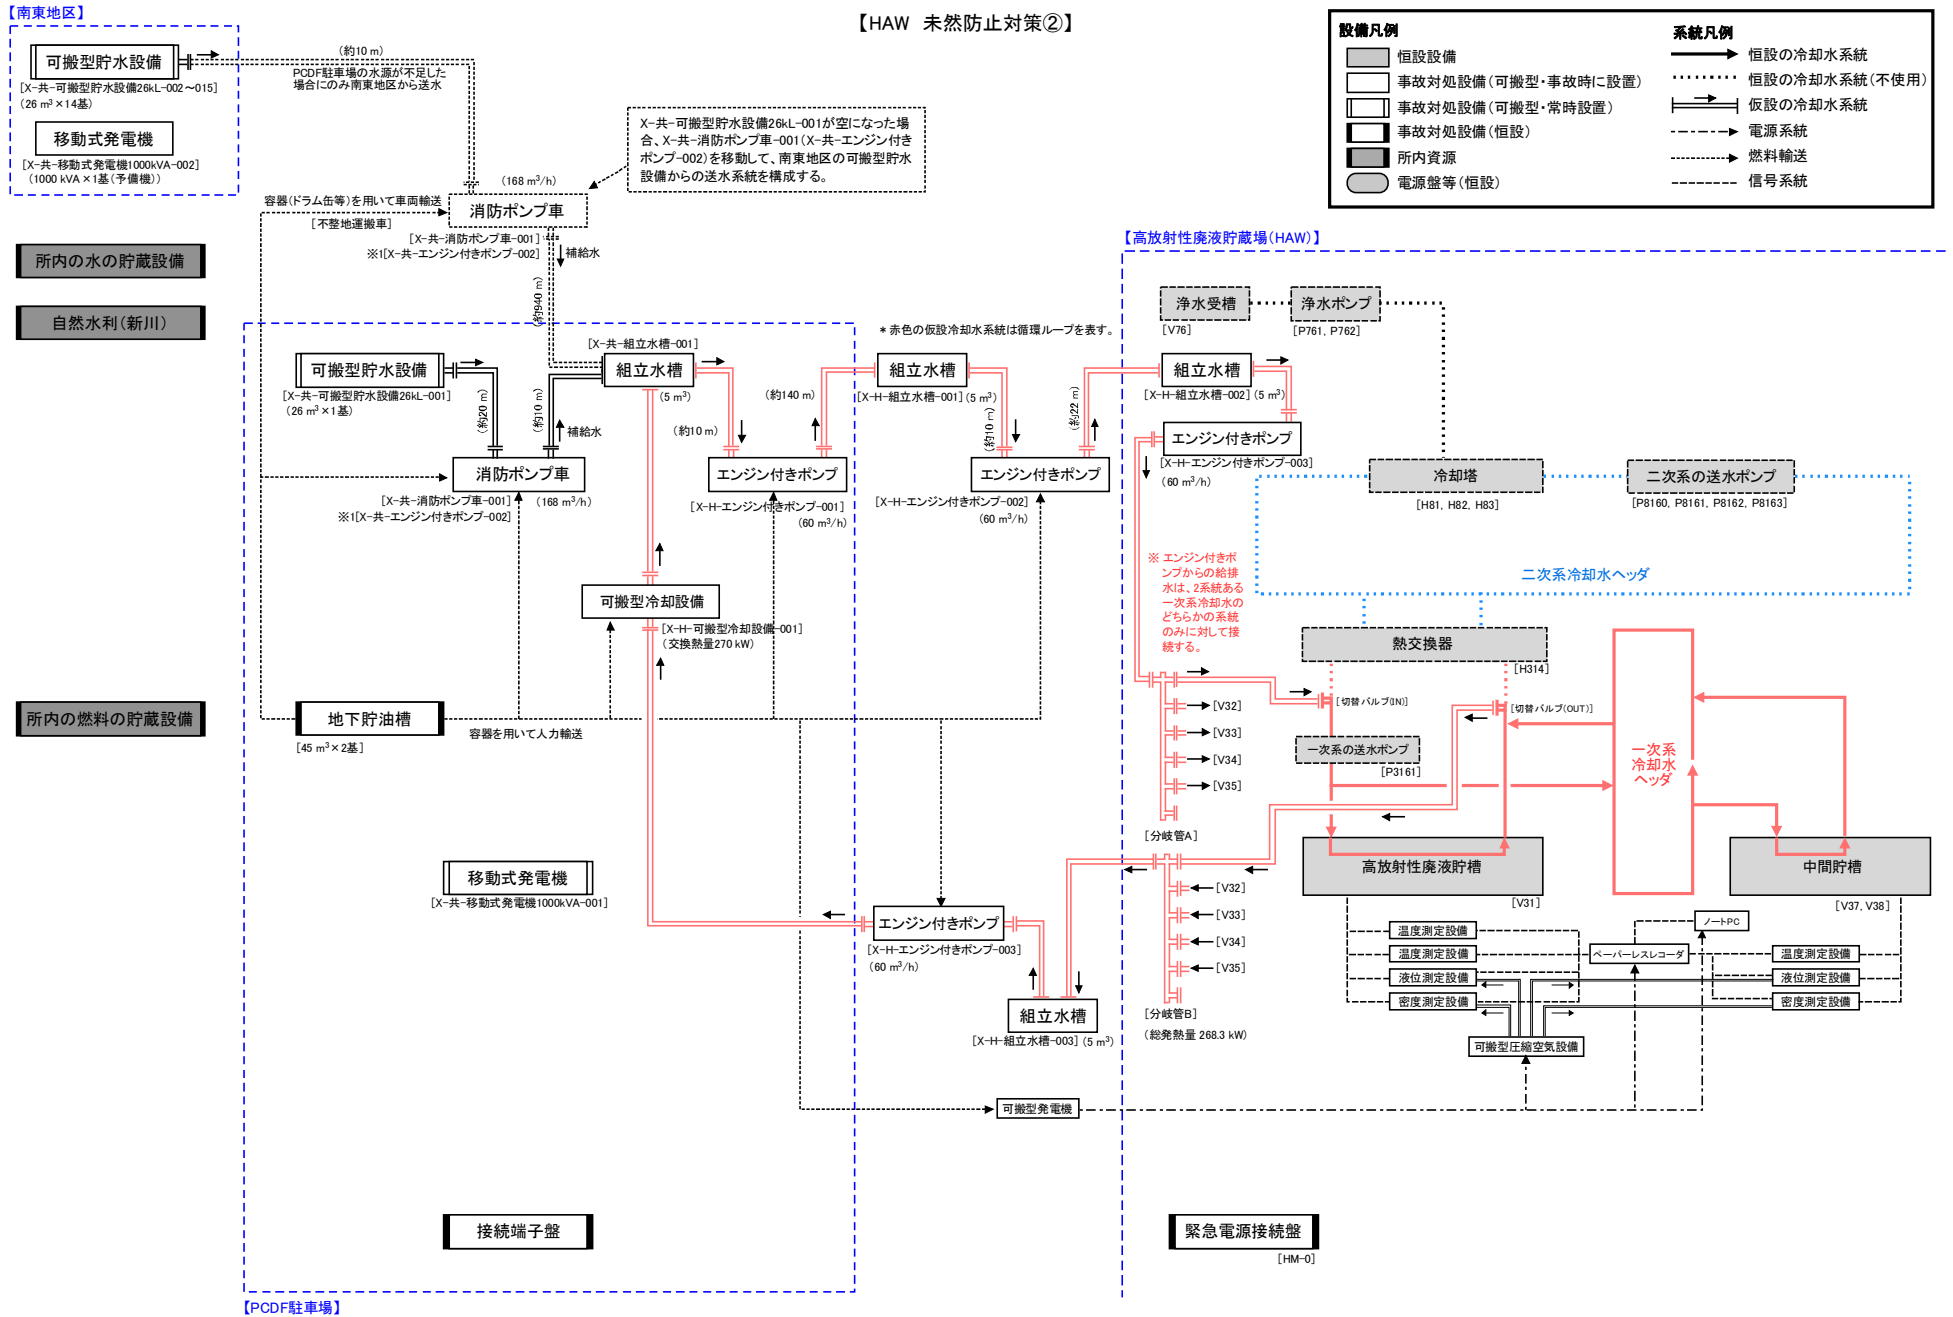 【南東地区】
【HAW 未然防止対策②】
設備凡例
恒設設備
事故対処設備(可搬型・事故時に設置)
事故対処設備(可搬型・常時設置)
事故対処設備(恒設)
所内資源
電源盤等(恒設)
系統凡例
恒設の冷却水系統
恒設の冷却水系統(不使用)
仮設の冷却水系統
電源系統
燃料輸送
信号系統
可搬型貯水設備
[X-共-可搬型貯水設備26kL-002~015]
(26 m³×14基)
移動式発電機
[X-共-移動式発電機1000kVA-002]
(1000 kVA×1基(予備機))
(約10 m)
PCDF駐車場の水源が不足した
場合にのみ南東地区から送水
X-共-可搬型貯水設備26kL-001が空になった場
合、X-共-消防ポンプ車-001(X-共-エンジン付き
ポンプ-002)を移動して、南東地区の可搬型貯水
設備からの送水系統を構成する。
(168 m³/h)
容器(ドラム缶等)を用いて車両輸送
[不整地運搬車]
消防ポンプ車
[X-共-消防ポンプ車-001]
※1[X-共-エンジン付きポンプ-002]
補給水
(約940 m)
所内の水の貯蔵設備
自然水利(新川)
所内の燃料の貯蔵設備
【高放射性廃液貯蔵場(HAW)】
浄水受槽
[V76]
浄水ポンプ
[P761, P762]
* 赤色の仮設冷却水系統は循環ループを表す。
可搬型貯水設備
[X-共-可搬型貯水設備26kL-001]
(26 m³×1基)
(約20 m)
(約10 m)
補給水
[X-共-組立水槽-001]
組立水槽
(5 m³)
(約10 m)
(約140 m)
組立水槽
[X-H-組立水槽-001] (5 m³)
(約10 m)
(約22 m)
組立水槽
[X-H-組立水槽-002] (5 m³)
消防ポンプ車
[X-共-消防ポンプ車-001]
(168 m³/h)
※1[X-共-エンジン付きポンプ-002]
エンジン付きポンプ
[X-H-エンジン付きポンプ-001]
(60 m³/h)
エンジン付きポンプ
[X-H-エンジン付きポンプ-002]
(60 m³/h)
エンジン付きポンプ
[X-H-エンジン付きポンプ-003]
(60 m³/h)
冷却塔
[H81, H82, H83]
二次系の送水ポンプ
[P8160, P8161, P8162, P8163]
二次系冷却水ヘッダ
※ エンジン付きポ
ンプからの給排
水は、2系統ある
一次系冷却水の
どちらかの系統
のみに対して接
続する。
可搬型冷却設備
[X-H-可搬型冷却設備-001]
(交換熱量270 kW)
熱交換器
[H314]
[切替バルブ(IN)]
[切替バルブ(OUT)]
一次系の送水ポンプ
[P3161]
一次系
冷却水
ヘッダ
地下貯油槽
[45 m³×2基]
容器を用いて人力輸送
[V32]
[V33]
[V34]
[V35]
[分岐管A]
高放射性廃液貯槽
[V31]
中間貯槽
[V37, V38]
移動式発電機
[X-共-移動式発電機1000kVA-001]
エンジン付きポンプ
[X-H-エンジン付きポンプ-003]
(60 m³/h)
組立水槽
[X-H-組立水槽-003] (5 m³)
[V32]
[V33]
[V34]
[V35]
[分岐管B]
(総発熱量 268.3 kW)
温度測定設備
温度測定設備
液位測定設備
密度測定設備
ノートPC
ペーパーレスレコーダ
温度測定設備
液位測定設備
密度測定設備
可搬型圧縮空気設備
可搬型発電機
接続端子盤
緊急電源接続盤
[HM-0]
【PCDF駐車場】